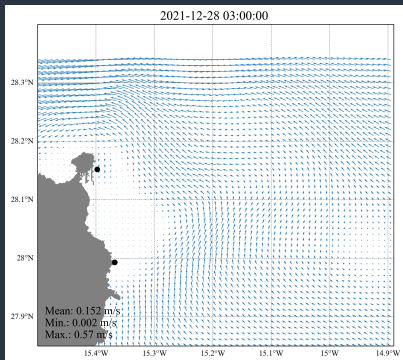 2021-12-28 03:00:00
28.3°N
28.2°N
28.1°N
28°N
27.9°N
Mean: 0.152 m/s
Min.: 0.002 m/s
Max.: 0.57 m/s
15.4°W 15.3°W 15.2°W 15.1°W 15°W 14.9°W